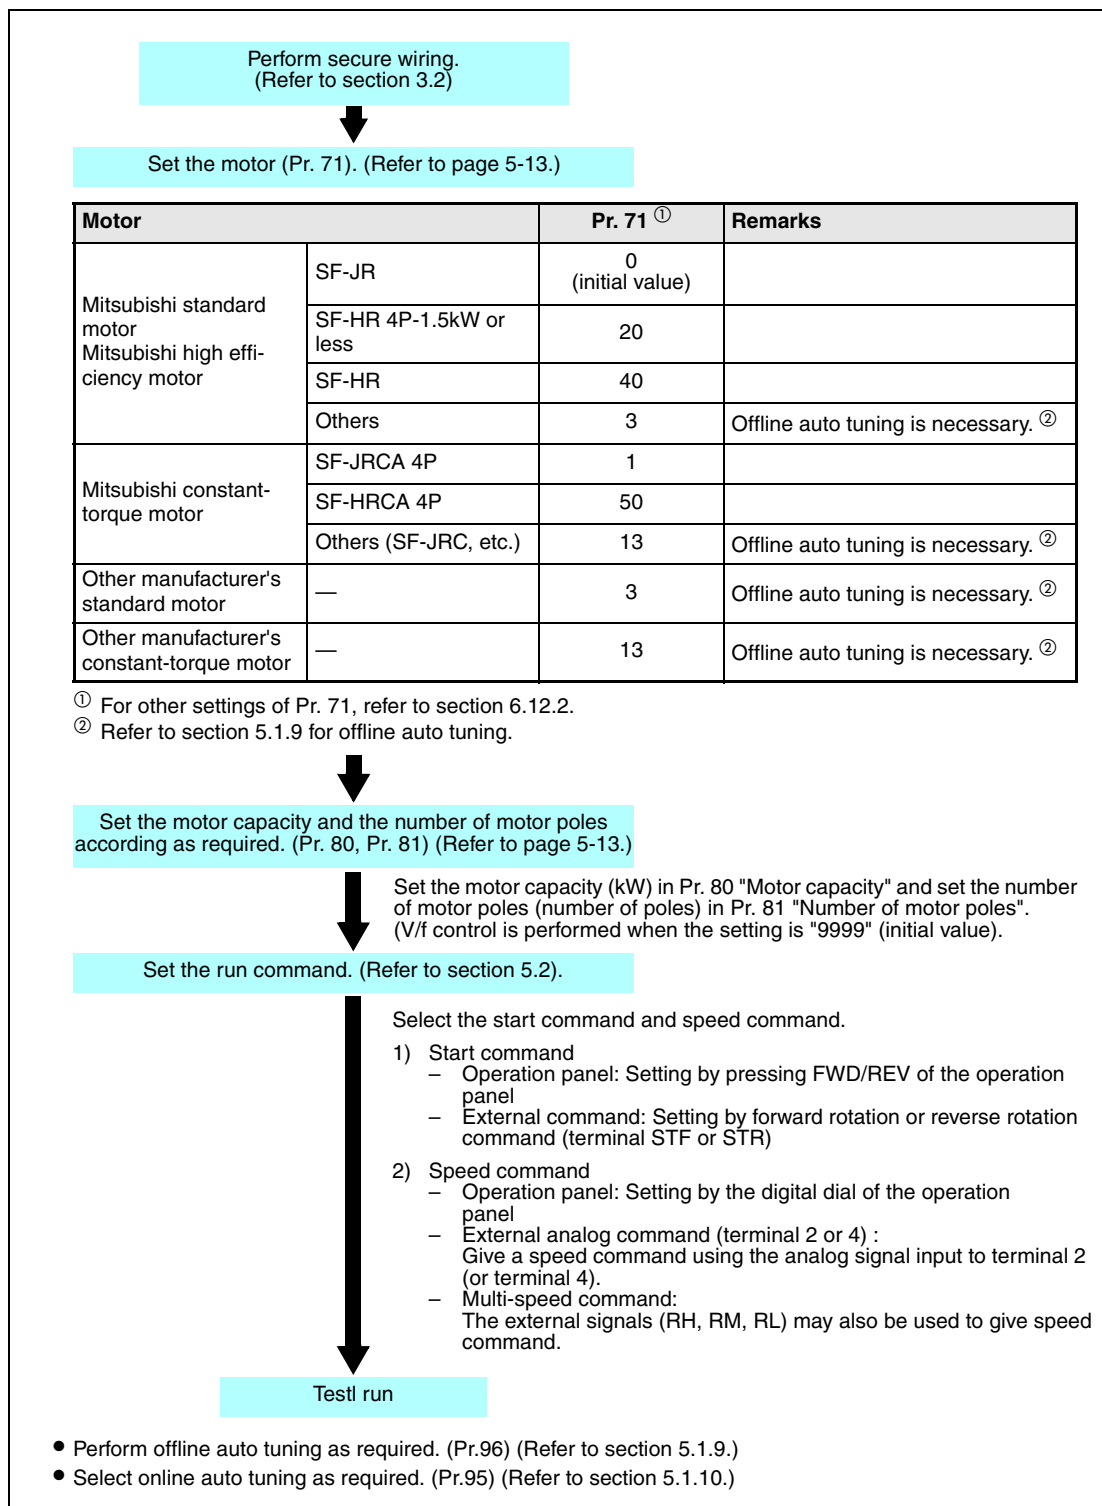 Perform secure wiring.
(Refer to section 3.2)
Set the motor (Pr. 71). (Refer to page 5-13.)
Motor Pr. 71 ① Remarks
Mitsubishi standard
motor
Mitsubishi high effi-
ciency motor
SF-JR
0
(initial value)
SF-HR 4P-1.5kW or
less
20
SF-HR 40
Others 3 Offline auto tuning is necessary. ②
Mitsubishi constant-
torque motor
SF-JRCA 4P 1
SF-HRCA 4P 50
Others (SF-JRC, etc.) 13 Offline auto tuning is necessary. ②
Other manufacturer's
standard motor
— 3 Offline auto tuning is necessary. ②
Other manufacturer's
constant-torque motor
— 13 Offline auto tuning is necessary. ②
① For other settings of Pr. 71, refer to section 6.12.2.
② Refer to section 5.1.9 for offline auto tuning.
Set the motor capacity and the number of motor poles
according as required. (Pr. 80, Pr. 81) (Refer to page 5-13.)
Set the motor capacity (kW) in Pr. 80 "Motor capacity" and set the number
of motor poles (number of poles) in Pr. 81 "Number of motor poles".
(V/f control is performed when the setting is "9999" (initial value).
Set the run command. (Refer to section 5.2).
Select the start command and speed command.
1) Start command
– Operation panel: Setting by pressing FWD/REV of the operation
panel
– External command: Setting by forward rotation or reverse rotation
command (terminal STF or STR)
2) Speed command
– Operation panel: Setting by the digital dial of the operation
panel
– External analog command (terminal 2 or 4) :
Give a speed command using the analog signal input to terminal 2
(or terminal 4).
– Multi-speed command:
The external signals (RH, RM, RL) may also be used to give speed
command.
Testl run
● Perform offline auto tuning as required. (Pr.96) (Refer to section 5.1.9.)
● Select online auto tuning as required. (Pr.95) (Refer to section 5.1.10.)